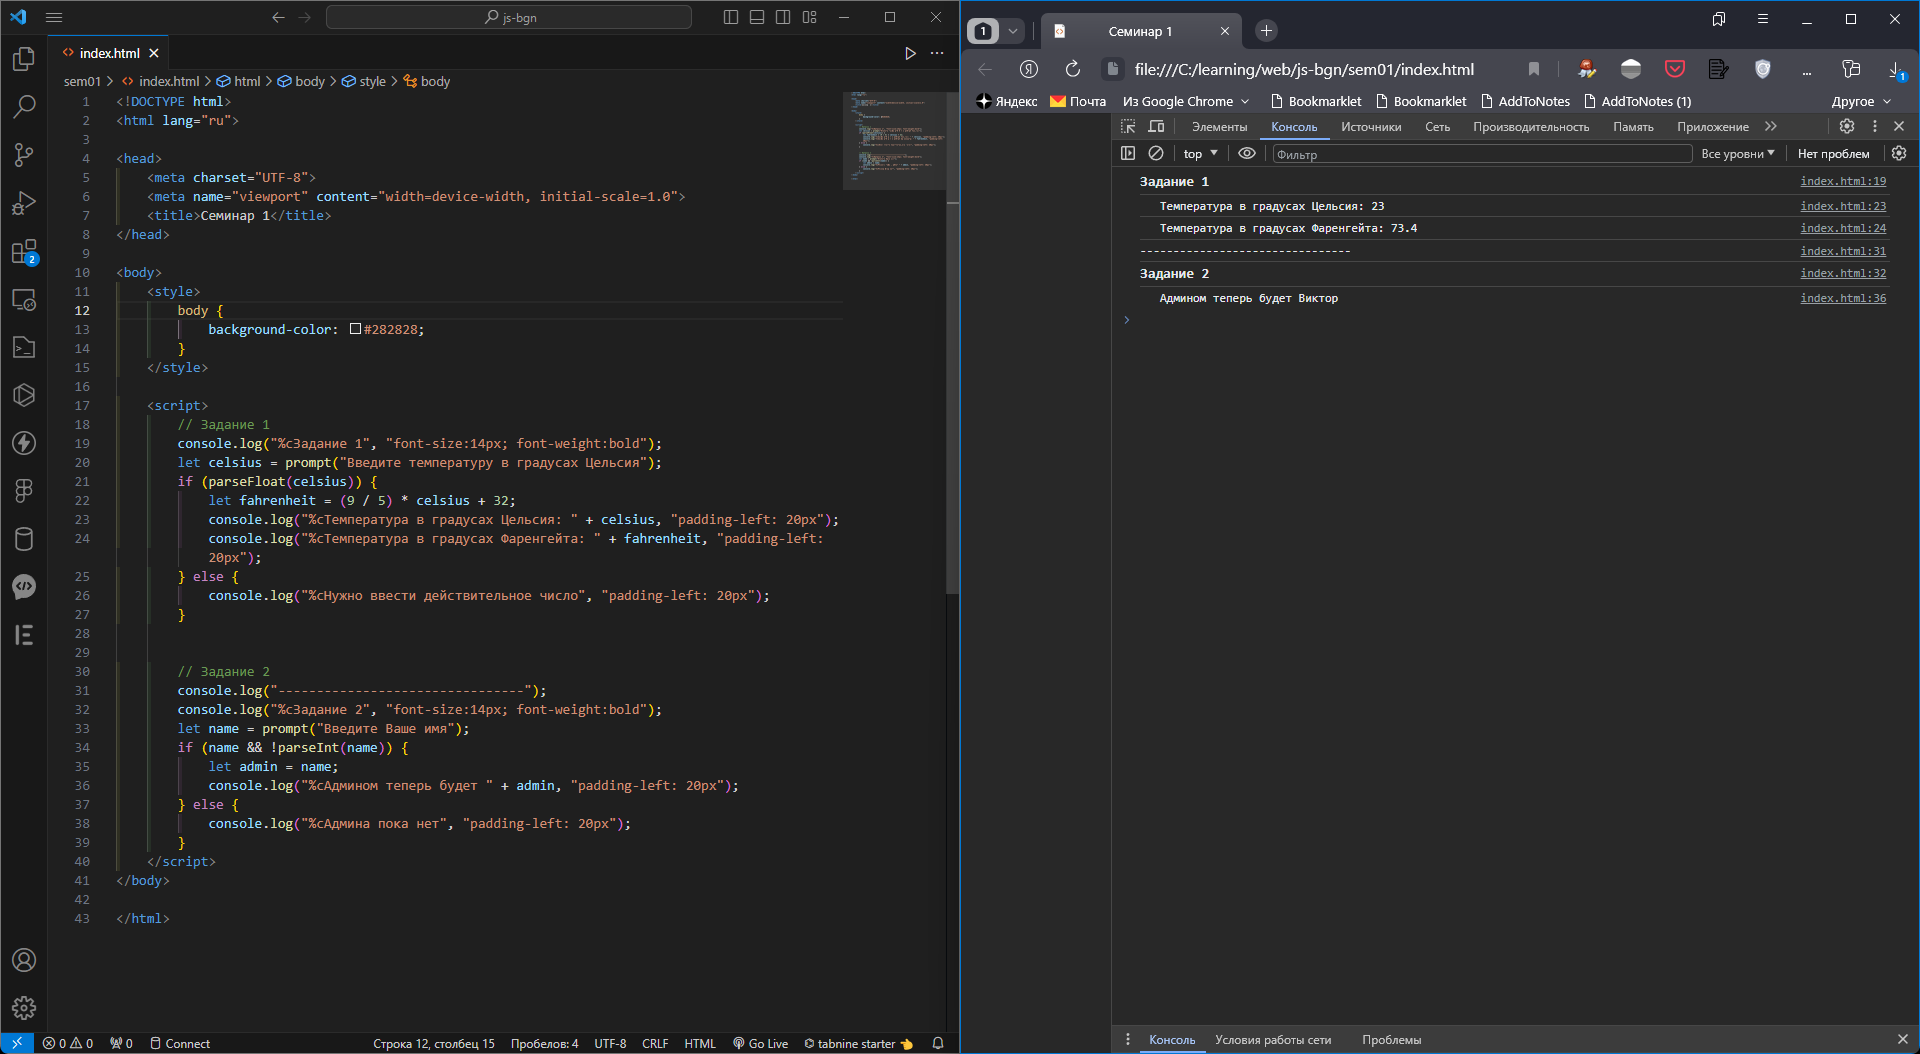 js-bgn
index.html
sem01 > index.html > html > body > style > body
1 <!DOCTYPE html>
2 <html lang="ru">
3
4 <head>
5 <meta charset="UTF-8">
6 <meta name="viewport" content="width=device-width, initial-scale=1.0">
7 <title>Семинар 1</title>
8 </head>
9
10 <body>
11 <style>
12 body {
13 background-color: #282828;
14 }
15 </style>
16
17 <script>
18 // Задание 1
19 console.log("%cЗадание 1", "font-size:14px; font-weight:bold");
20 let celsius = prompt("Введите температуру в градусах Цельсия");
21 if (parseFloat(celsius)) {
22 let fahrenheit = (9 / 5) * celsius + 32;
23 console.log("%cТемпература в градусах Цельсия: " + celsius, "padding-left: 20px");
24 console.log("%cТемпература в градусах Фаренгейта: " + fahrenheit, "padding-left:
20px");
25 } else {
26 console.log("%cНужно ввести действительное число", "padding-left: 20px");
27 }
28
29
30 // Задание 2
31 console.log("--------------------------------");
32 console.log("%cЗадание 2", "font-size:14px; font-weight:bold");
33 let name = prompt("Введите Ваше имя");
34 if (name && !parseInt(name)) {
35 let admin = name;
36 console.log("%cАдмином теперь будет " + admin, "padding-left: 20px");
37 } else {
38 console.log("%cАдмина пока нет", "padding-left: 20px");
39 }
40 </script>
41 </body>
42
43 </html>
2
0 0 0 Connect Строка 12, столбец 15 Пробелов: 4 UTF-8 CRLF HTML Go Live tabnine starter
1 Семинар 1
Я file:///C:/learning/web/js-bgn/sem01/index.html ... 1
Яндекс Почта Из Google Chrome Bookmarklet Bookmarklet AddToNotes AddToNotes (1) Другое
Элементы Консоль Источники Сеть Производительность Память Приложение
top Фильтр Все уровни Нет проблем
Задание 1 index.html:19
Температура в градусах Цельсия: 23 index.html:23
Температура в градусах Фаренгейта: 73.4 index.html:24
-------------------------------- index.html:31
Задание 2 index.html:32
Админом теперь будет Виктор index.html:36
Консоль Условия работы сети Проблемы